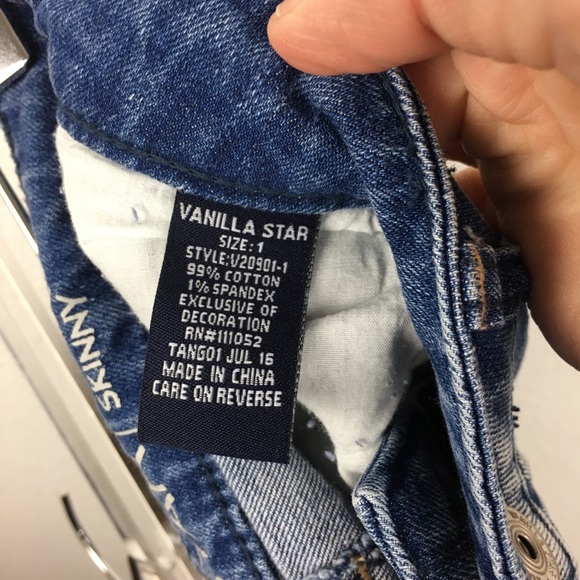 VANILLA STAR
SIZE: 1
STYLE:V20901-1
99% COTTON
1% SPANDEX
EXCLUSIVE OF
DECORATION
RN#111052
TANG01 JUL 16
MADE IN CHINA
CARE ON REVERSE
SKINNY